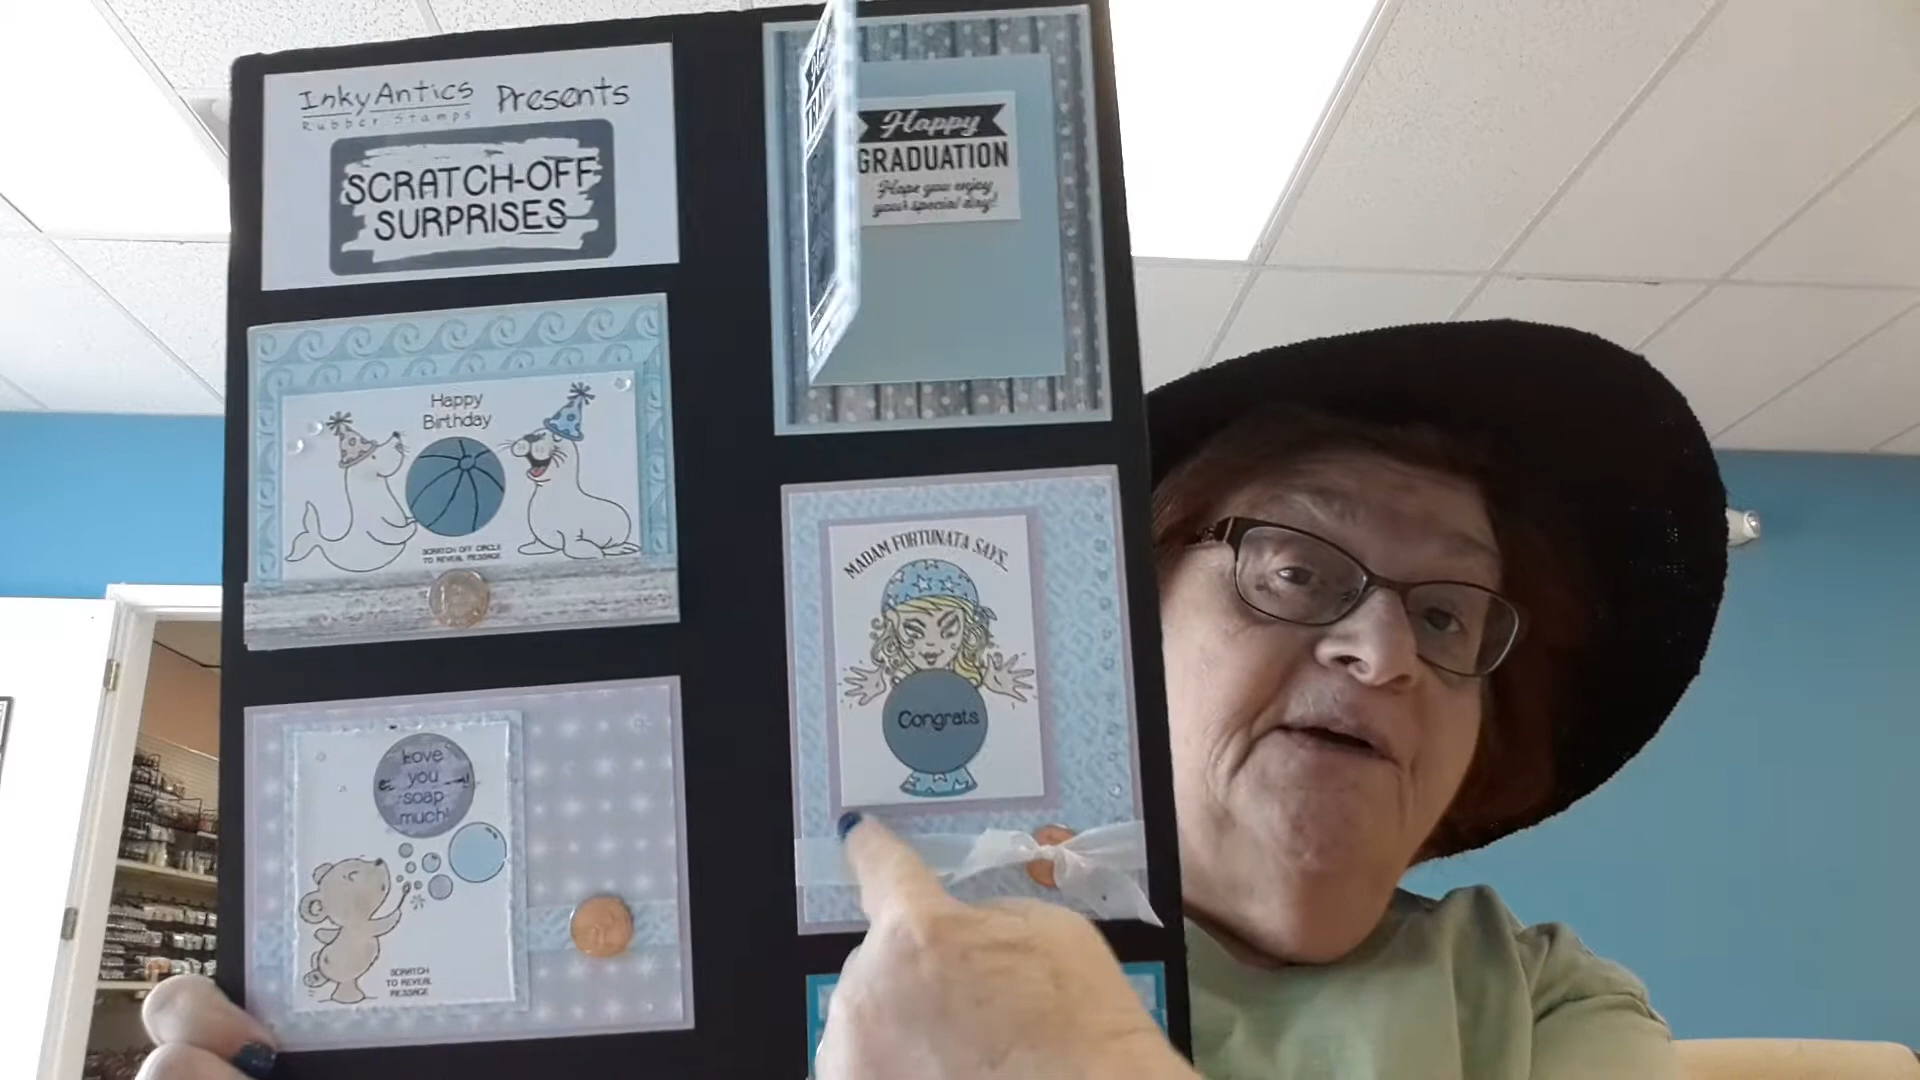 InkyAntics Presents
Rubber Stamps
SCRATCH-OFF
SURPRISES
Happy
Birthday
SCRATCH OFF CIRCLE
TO REVEAL MESSAGE
Love
you
soap
much!
SCRATCH
TO REVEAL
MESSAGE
Happy
GRADUATION
Hope you enjoy
your special day!
MADAM FORTUNATA SAYS...
Congrats